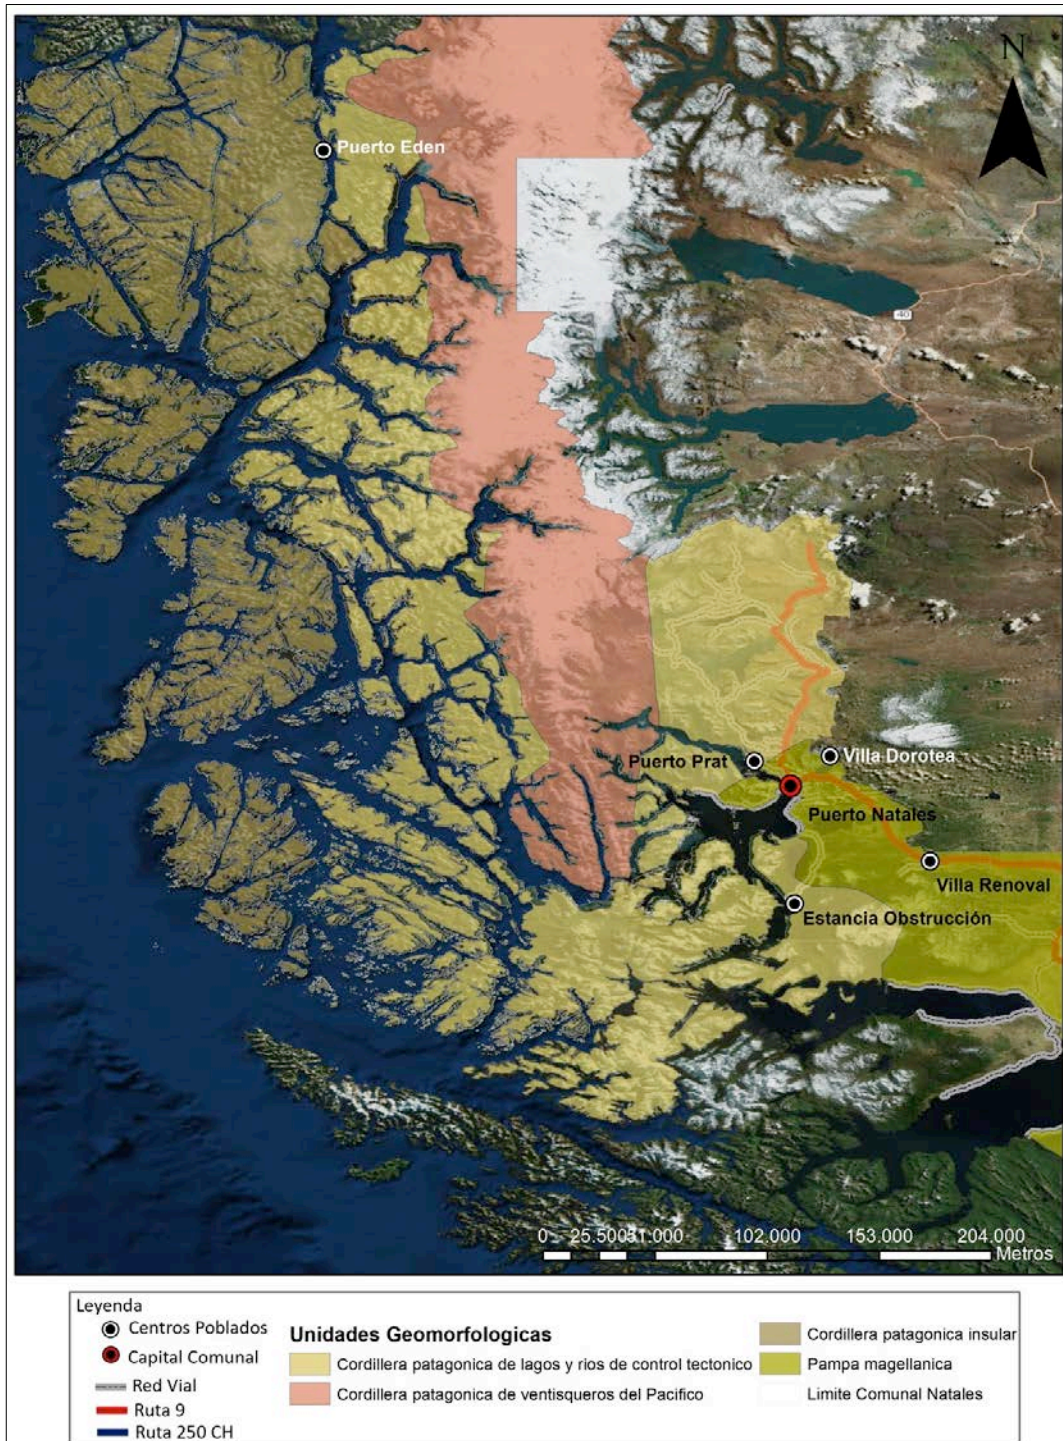 N
Puerto Eden
40
Puerto Prat
Villa Dorotea
Puerto Natales
Villa Renoval
Estancia Obstrucción
0 25.50051.000 102.000 153.000 204.000
Metros
Leyenda
Centros Poblados
Capital Comunal
Red Vial
Ruta 9
Ruta 250 CH
Unidades Geomorfologicas
Cordillera patagonica de lagos y rios de control tectonico
Cordillera patagonica de ventisqueros del Pacifico
Cordillera patagonica insular
Pampa magellanica
Limite Comunal Natales